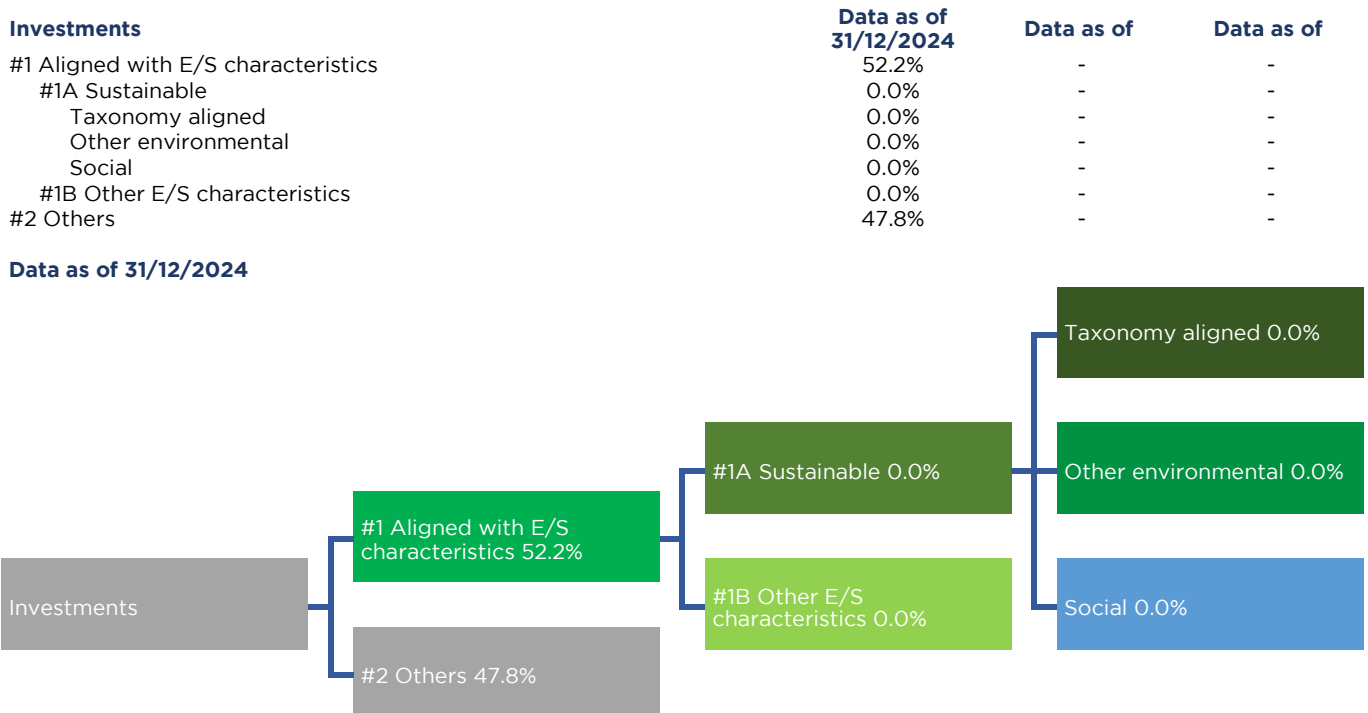 Investments Data as of 31/12/2024 Data as of Data as of
#1 Aligned with E/S characteristics 52.2% - -
#1A Sustainable 0.0% - -
Taxonomy aligned 0.0% - -
Other environmental 0.0% - -
Social 0.0% - -
#1B Other E/S characteristics 0.0% - -
#2 Others 47.8% - -
Data as of 31/12/2024
Investments
#1 Aligned with E/S
characteristics 52.2%
#2 Others 47.8%
#1A Sustainable 0.0%
#1B Other E/S
characteristics 0.0%
Taxonomy aligned 0.0%
Other environmental 0.0%
Social 0.0%